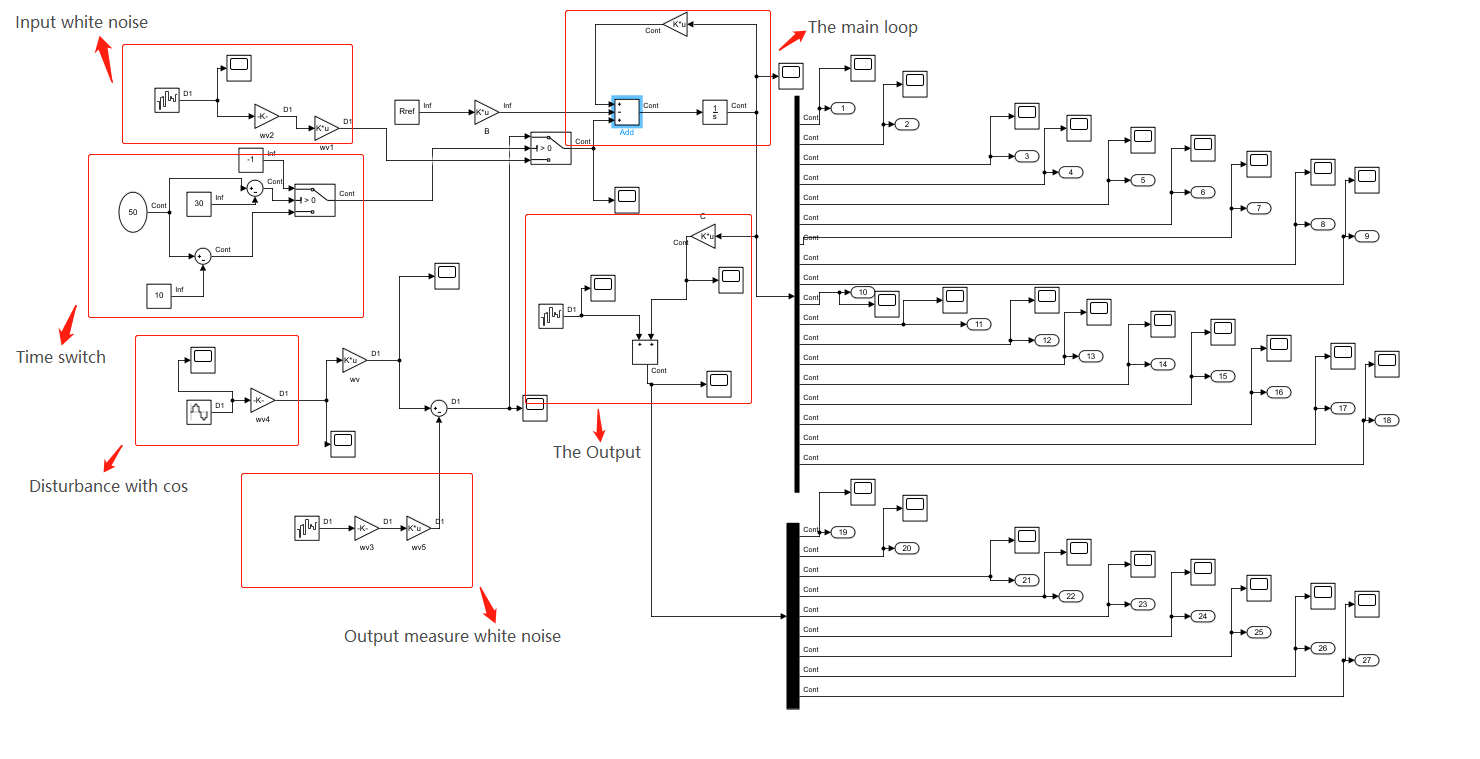 Input white noise
The main loop
K*u
Cont
D1
-K-
wv2
D1
K*u
wv1
D1
Rref
Inf
K*u
B
Inf
+
-
+
Add
Cont
1
s
Cont
> 0
Cont
-1
Inf
50
Cont
30
Inf
Cont
> 0
Cont
Cont
10
Inf
Time switch
C
K*u
Cont
D1
+ +
Cont
The Output
D1
-K-
wv4
D1
K*u
wv
D1
D1
Disturbance with cos
D1
-K-
wv3
D1
K*u
wv5
D1
Output measure white noise
Cont
1
Cont
2
Cont
3
Cont
4
Cont
5
Cont
6
Cont
7
Cont
8
Cont
9
Cont
10
Cont
11
Cont
12
Cont
13
Cont
14
Cont
15
Cont
16
Cont
17
Cont
18
Cont
19
Cont
20
Cont
21
Cont
22
Cont
23
Cont
24
Cont
25
Cont
26
Cont
27